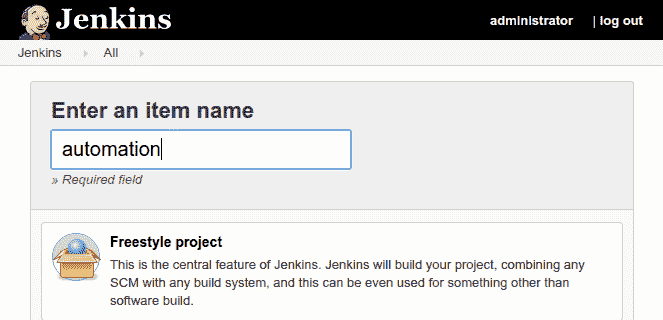 Jenkins
administrator | log out
Jenkins All
Enter an item name
automation
» Required field
Freestyle project
This is the central feature of Jenkins. Jenkins will build your project, combining any
SCM with any build system, and this can be even used for something other than
software build.